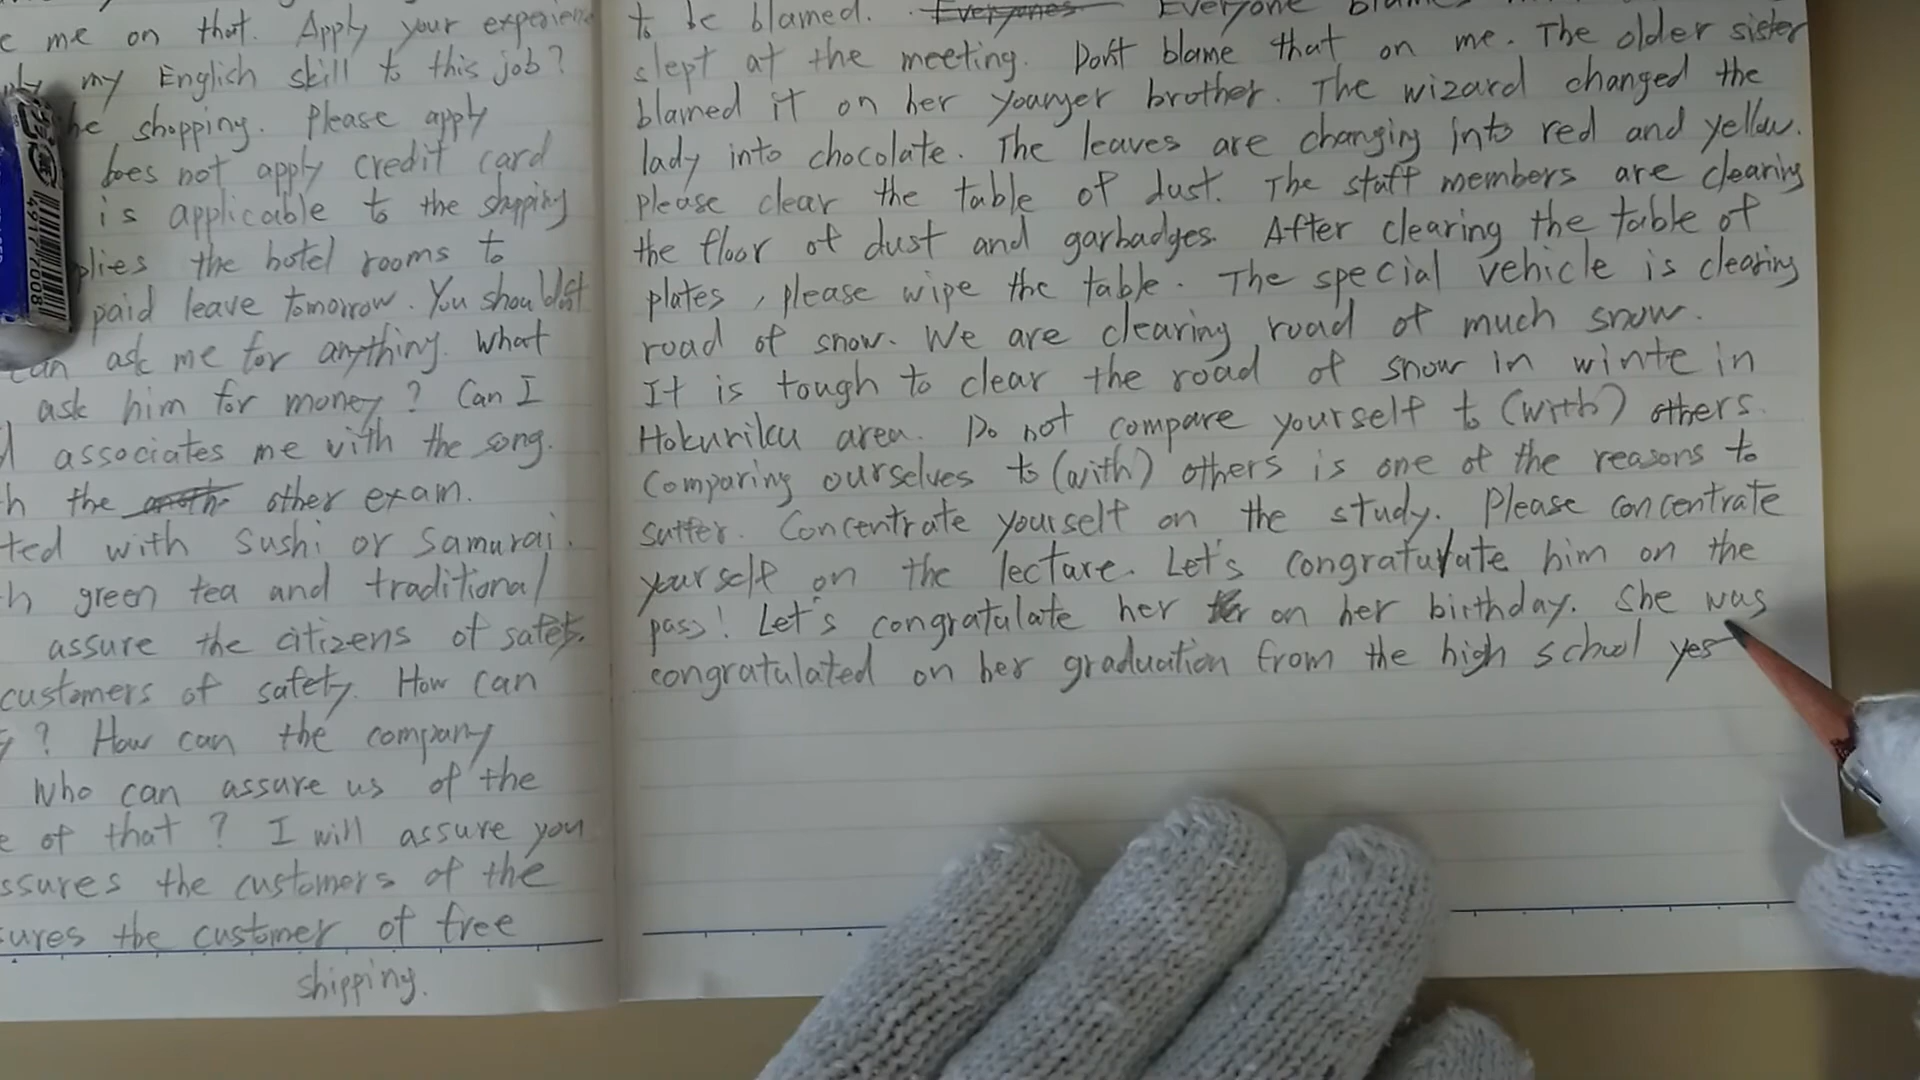 me on that. Apply your experien
my English skill to this job?
he shopping. Please apply
does not apply credit card
is applicable to the shipping
plies the hotel rooms to
paid leave tomorrow. You shouldn't
can ask me for anything. What
ask him for money? Can I
associates me with the song.
h the other exam.
ted with Sushi or Samurai.
h green tea and traditional
assure the citizens of safety.
customers of safety. How can
? How can the company
Who can assure us of the
e of that? I will assure you
ssures the customers of the
ures the customer of free
shipping.
4917 7008
to be blamed. Everyones Everyone
slept at the meeting. Don't blame that on me. The older sister
blamed it on her younger brother. The wizard changed the
lady into chocolate. The leaves are changing into red and yellow.
please clear the table of dust. The staff members are clearing
the floor of dust and garbadges. After clearing the table of
plates, please wipe the table. The special vehicle is clearing
road of snow. We are clearing road of much snow.
It is tough to clear the road of snow in winte in
Hokuriku area. Do not compare yourself to (with) others.
Comparing ourselves to (with) others is one of the reasons to
suffer. Concentrate yourself on the study. Please concentrate
yourself on the lecture. Let's congratulate him on the
pass! Let's congratulate her on her birthday. She was
congratulated on her graduation from the high school yes